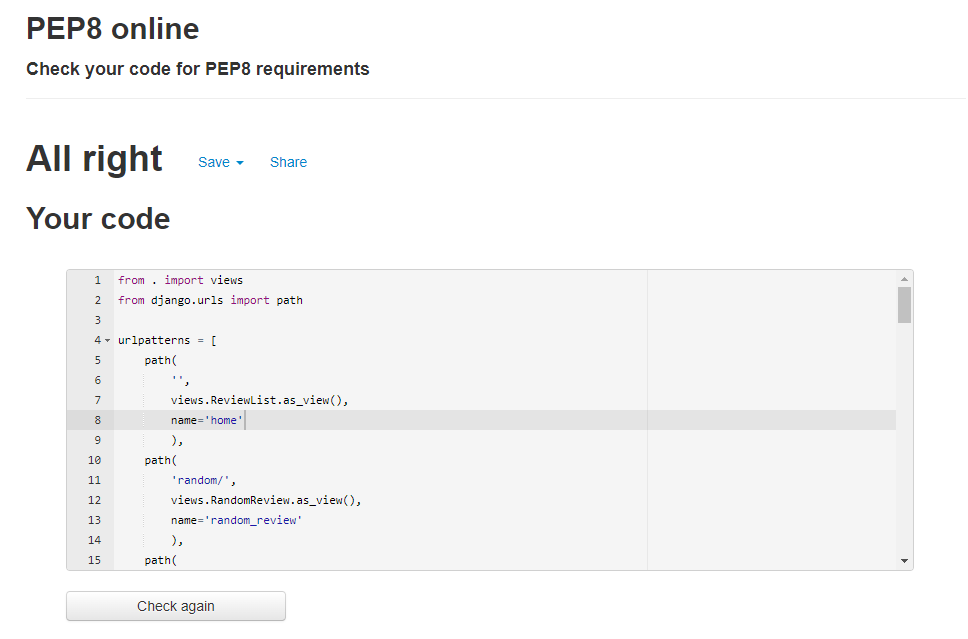 PEP8 online
Check your code for PEP8 requirements
All right Save Share
Your code
1 from . import views
2 from django.urls import path
3
4 urlpatterns = [
5     path(
6         '',
7         views.ReviewList.as_view(),
8         name='home'
9         ),
10     path(
11         'random/',
12         views.RandomReview.as_view(),
13         name='random_review'
14         ),
15     path(
Check again